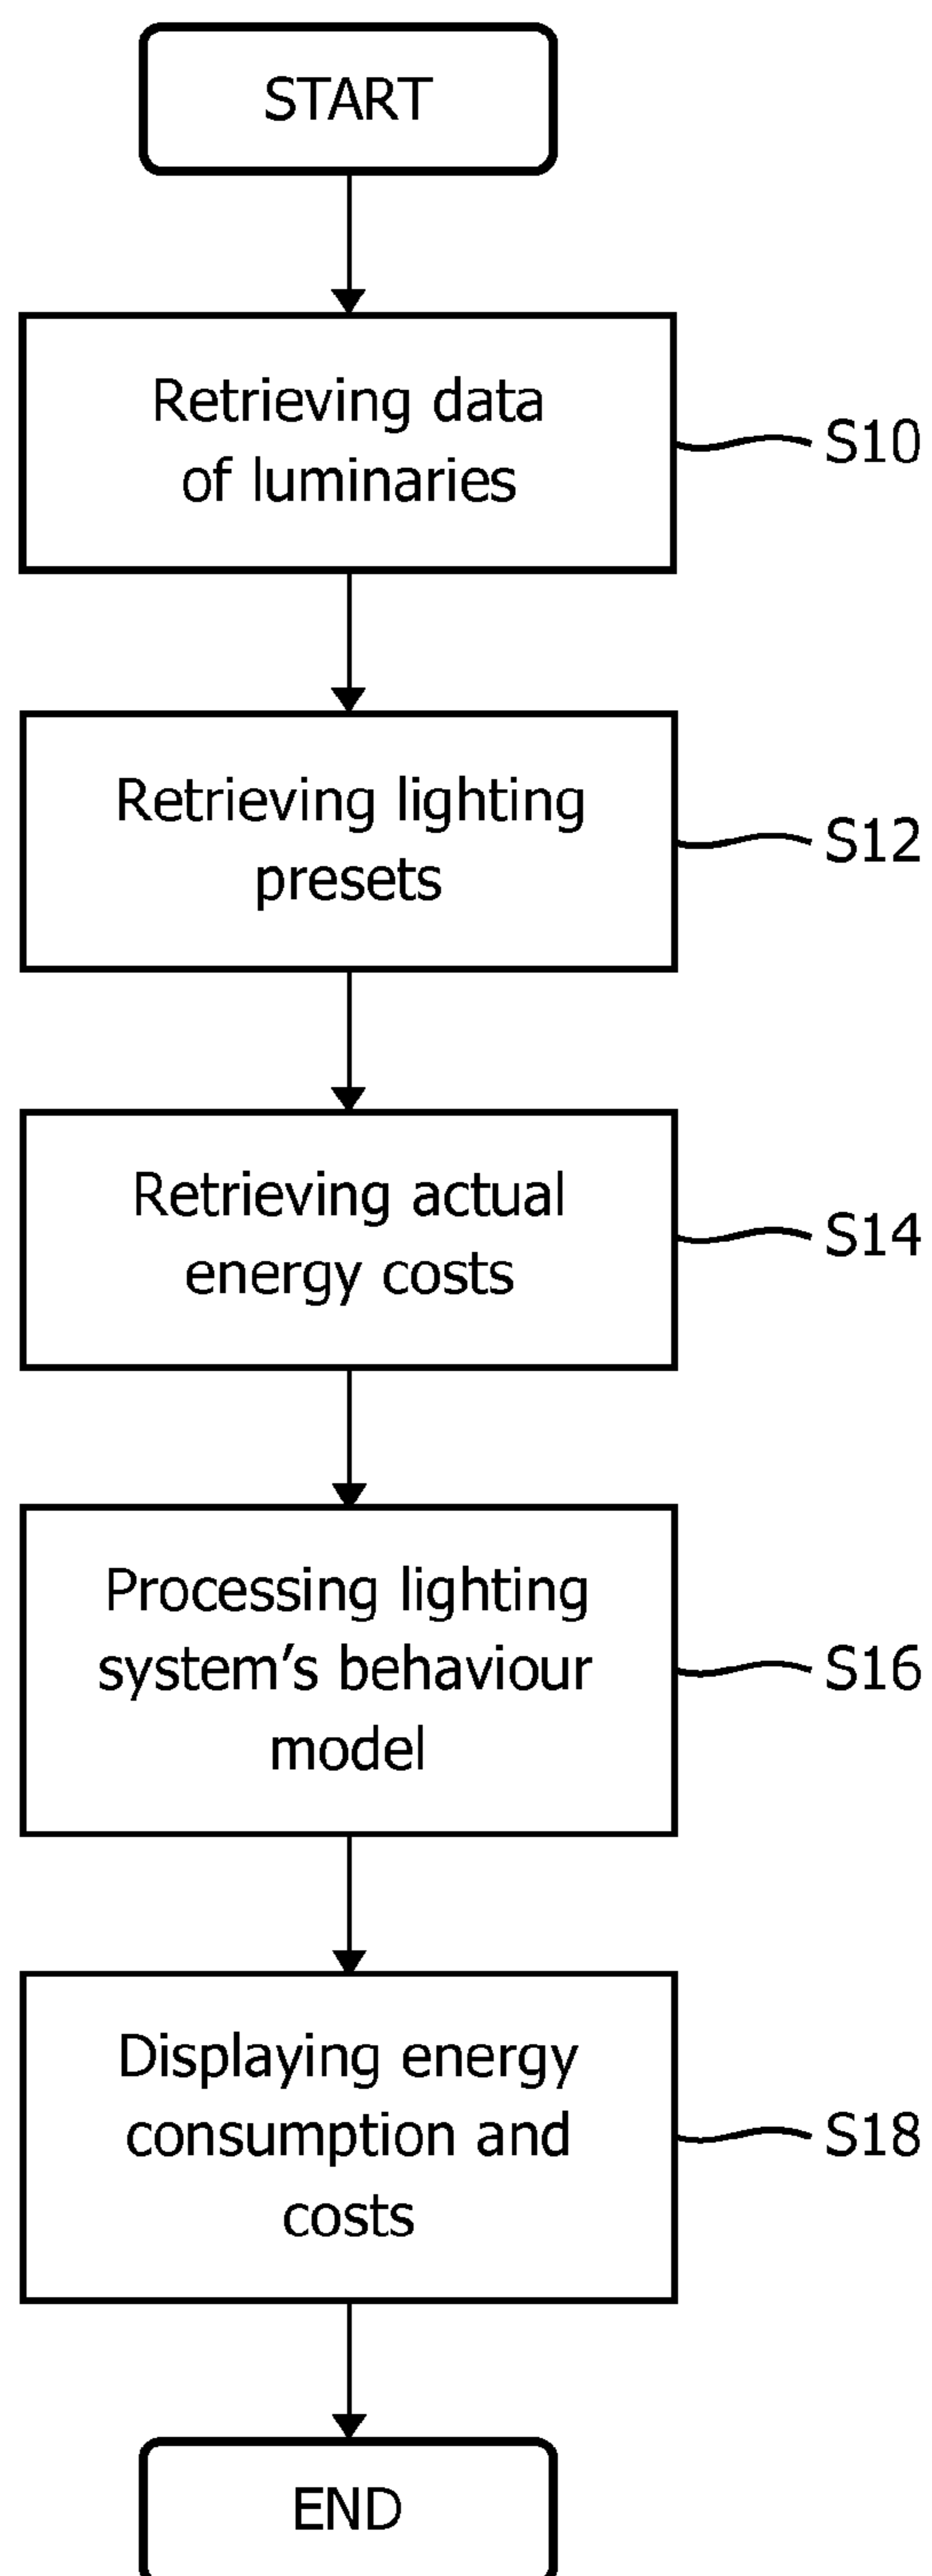 START
Retrieving data
of luminaries
S10
Retrieving lighting
presets
S12
Retrieving actual
energy costs
S14
Processing lighting
system's behaviour
model
S16
Displaying energy
consumption and
costs
S18
END